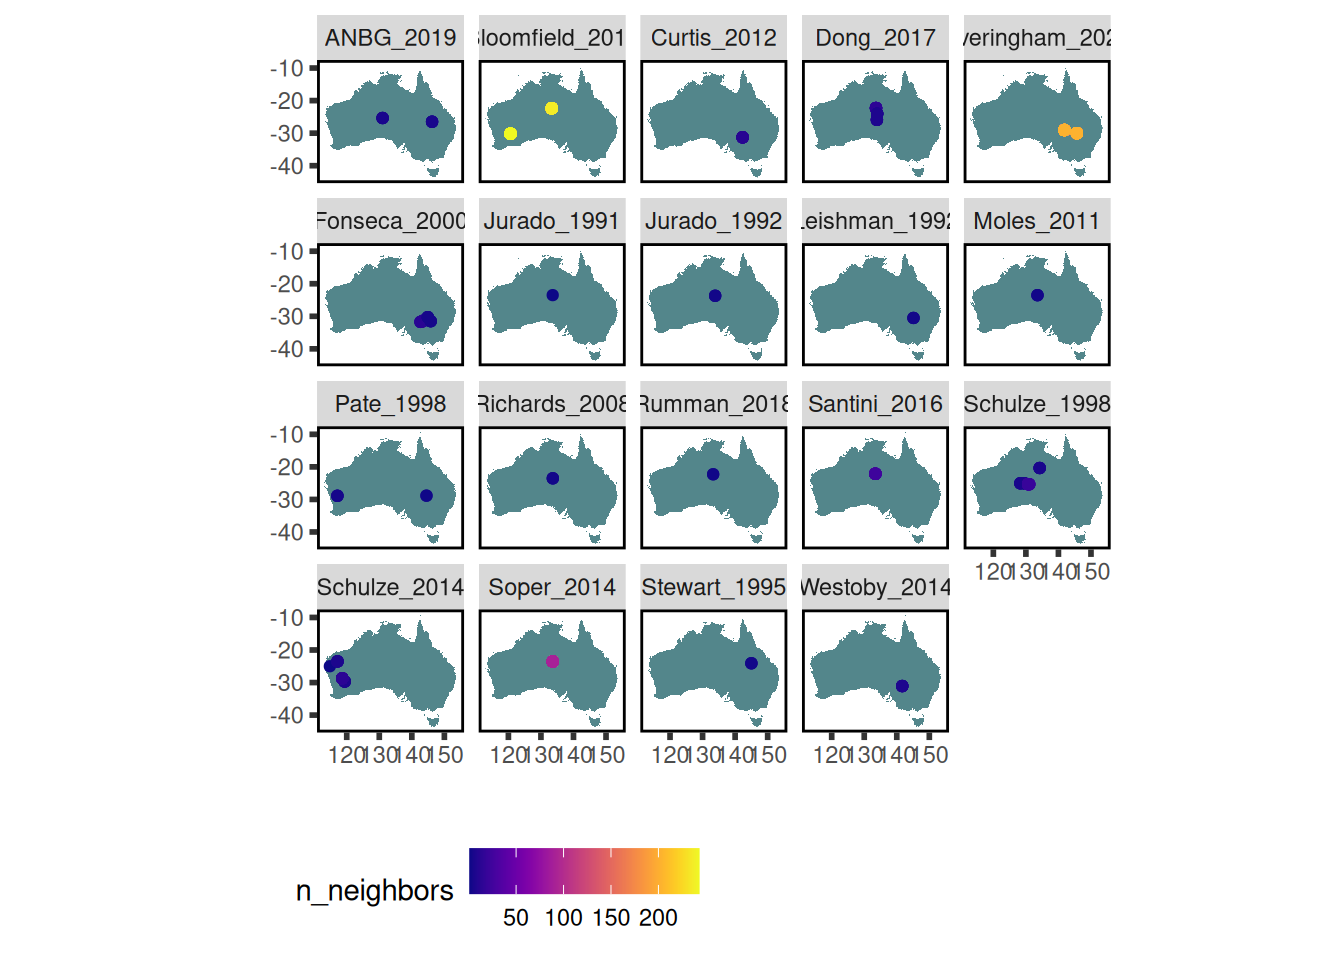 ANBG_2019 Bloomfield_201 Curtis_2012 Dong_2017 veringham_202
-10
-20
-30
-40
Fonseca_2000 Jurado_1991 Jurado_1992 Leishman_1992 Moles_2011
-10
-20
-30
-40
Pate_1998 Richards_2008 Rumman_2018 Santini_2016 Schulze_1998
-10
-20
-30
-40
120 130 140 150
Schulze_2014 Soper_2014 Stewart_1995 Westoby_2014
-10
-20
-30
-40
120 130 140 150 120 130 140 150 120 130 140 150 120 130 140 150
n_neighbors
50 100 150 200